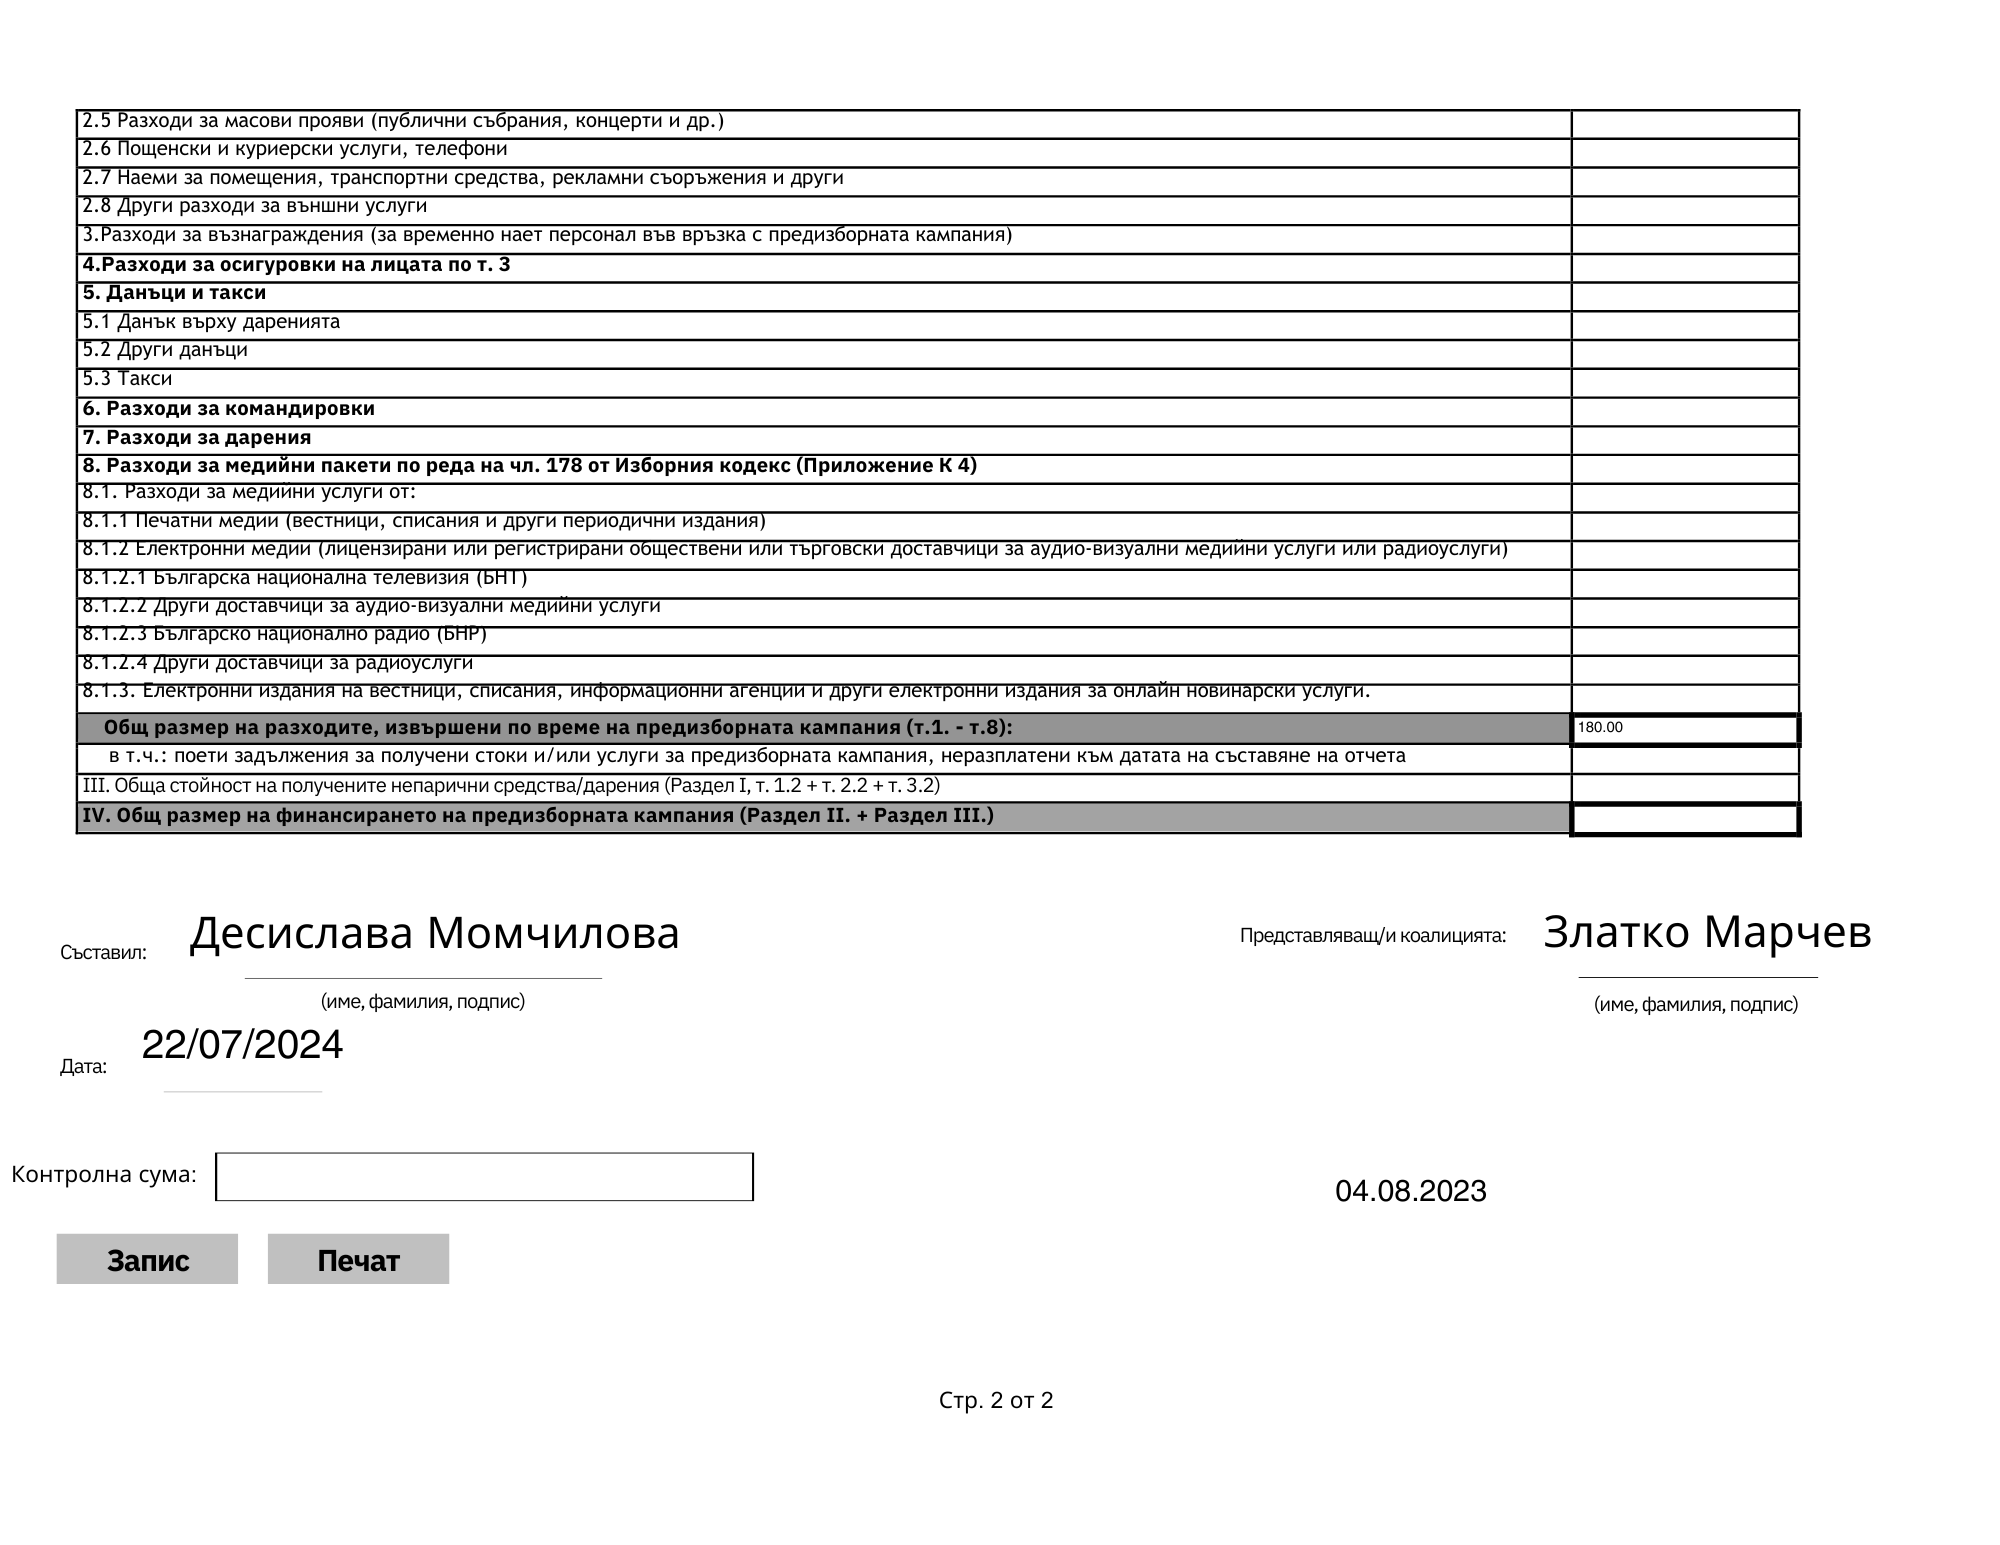 2.5 Разходи за масови прояви (публични събрания, концерти и др.)
2.6 Пощенски и куриерски услуги, телефони
2.7 Наеми за помещения, транспортни средства, рекламни съоръжения и други
2.8 Други разходи за външни услуги
3.Разходи за възнаграждения (за временно нает персонал във връзка с предизборната кампания)
4.Разходи за осигуровки на лицата по т. 3
5. Данъци и такси
5.1 Данък върху даренията
5.2 Други данъци
5.3 Такси
6. Разходи за командировки
7. Разходи за дарения
8. Разходи за медийни пакети по реда на чл. 178 от Изборния кодекс (Приложение К 4)
8.1. Разходи за медийни услуги от:
8.1.1 Печатни медии (вестници, списания и други периодични издания)
8.1.2 Електронни медии (лицензирани или регистрирани обществени или търговски доставчици за аудио-визуални медийни услуги или радиоуслуги)
8.1.2.1 Българска национална телевизия (БНТ)
8.1.2.2 Други доставчици за аудио-визуални медийни услуги
8.1.2.3 Българско национално радио (БНР)
8.1.2.4 Други доставчици за радиоуслуги
8.1.3. Електронни издания на вестници, списания, информационни агенции и други електронни издания за онлайн новинарски услуги.
Общ размер на разходите, извършени по време на предизборната кампания (т.1. - т.8): 180.00
в т.ч.: поети задължения за получени стоки и/или услуги за предизборната кампания, неразплатени към датата на съставяне на отчета
III. Обща стойност на получените непарични средства/дарения (Раздел I, т. 1.2 + т. 2.2 + т. 3.2)
IV. Общ размер на финансирането на предизборната кампания (Раздел II. + Раздел III.)
Съставил: Десислава Момчилова Представляващ/и коалицията: Златко Марчев
(име, фамилия, подпис) (име, фамилия, подпис)
Дата: 22/07/2024
Контролна сума: 04.08.2023
Запис Печат
Стр. 2 от 2